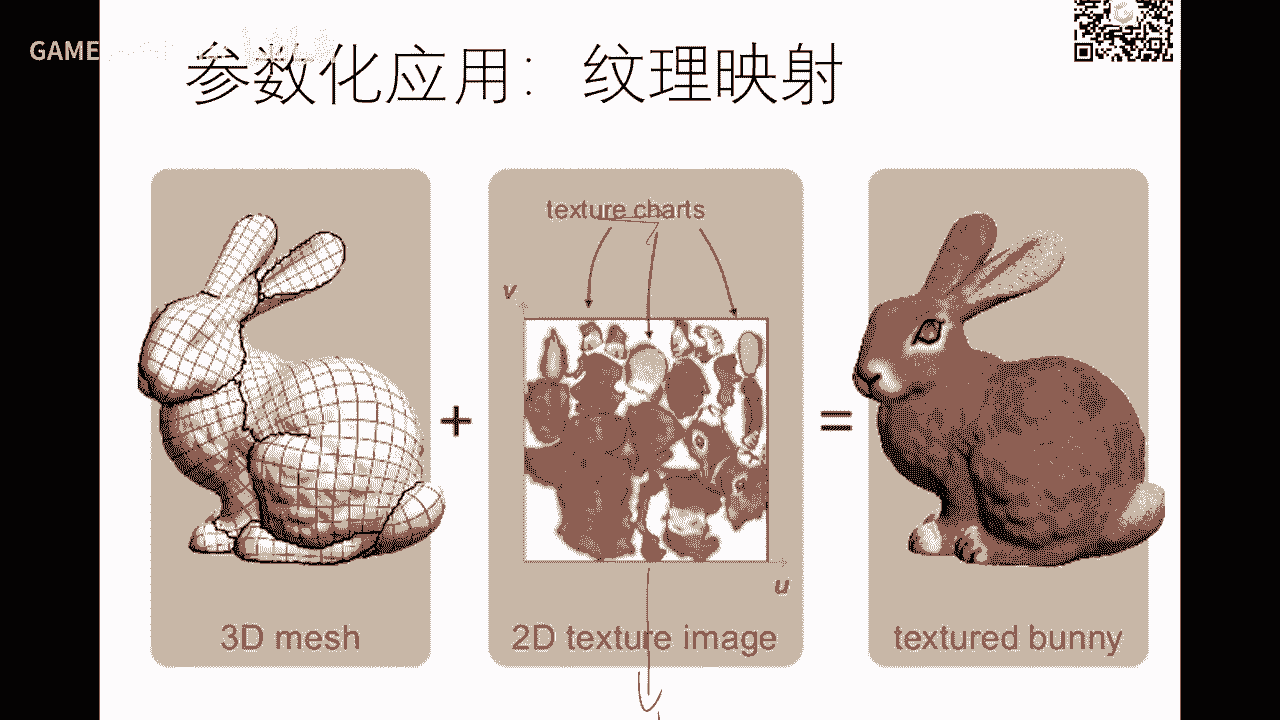 GAME
参数化应用：纹理映射
texture charts
v
+
=
u
3D mesh
2D texture image
textured bunny